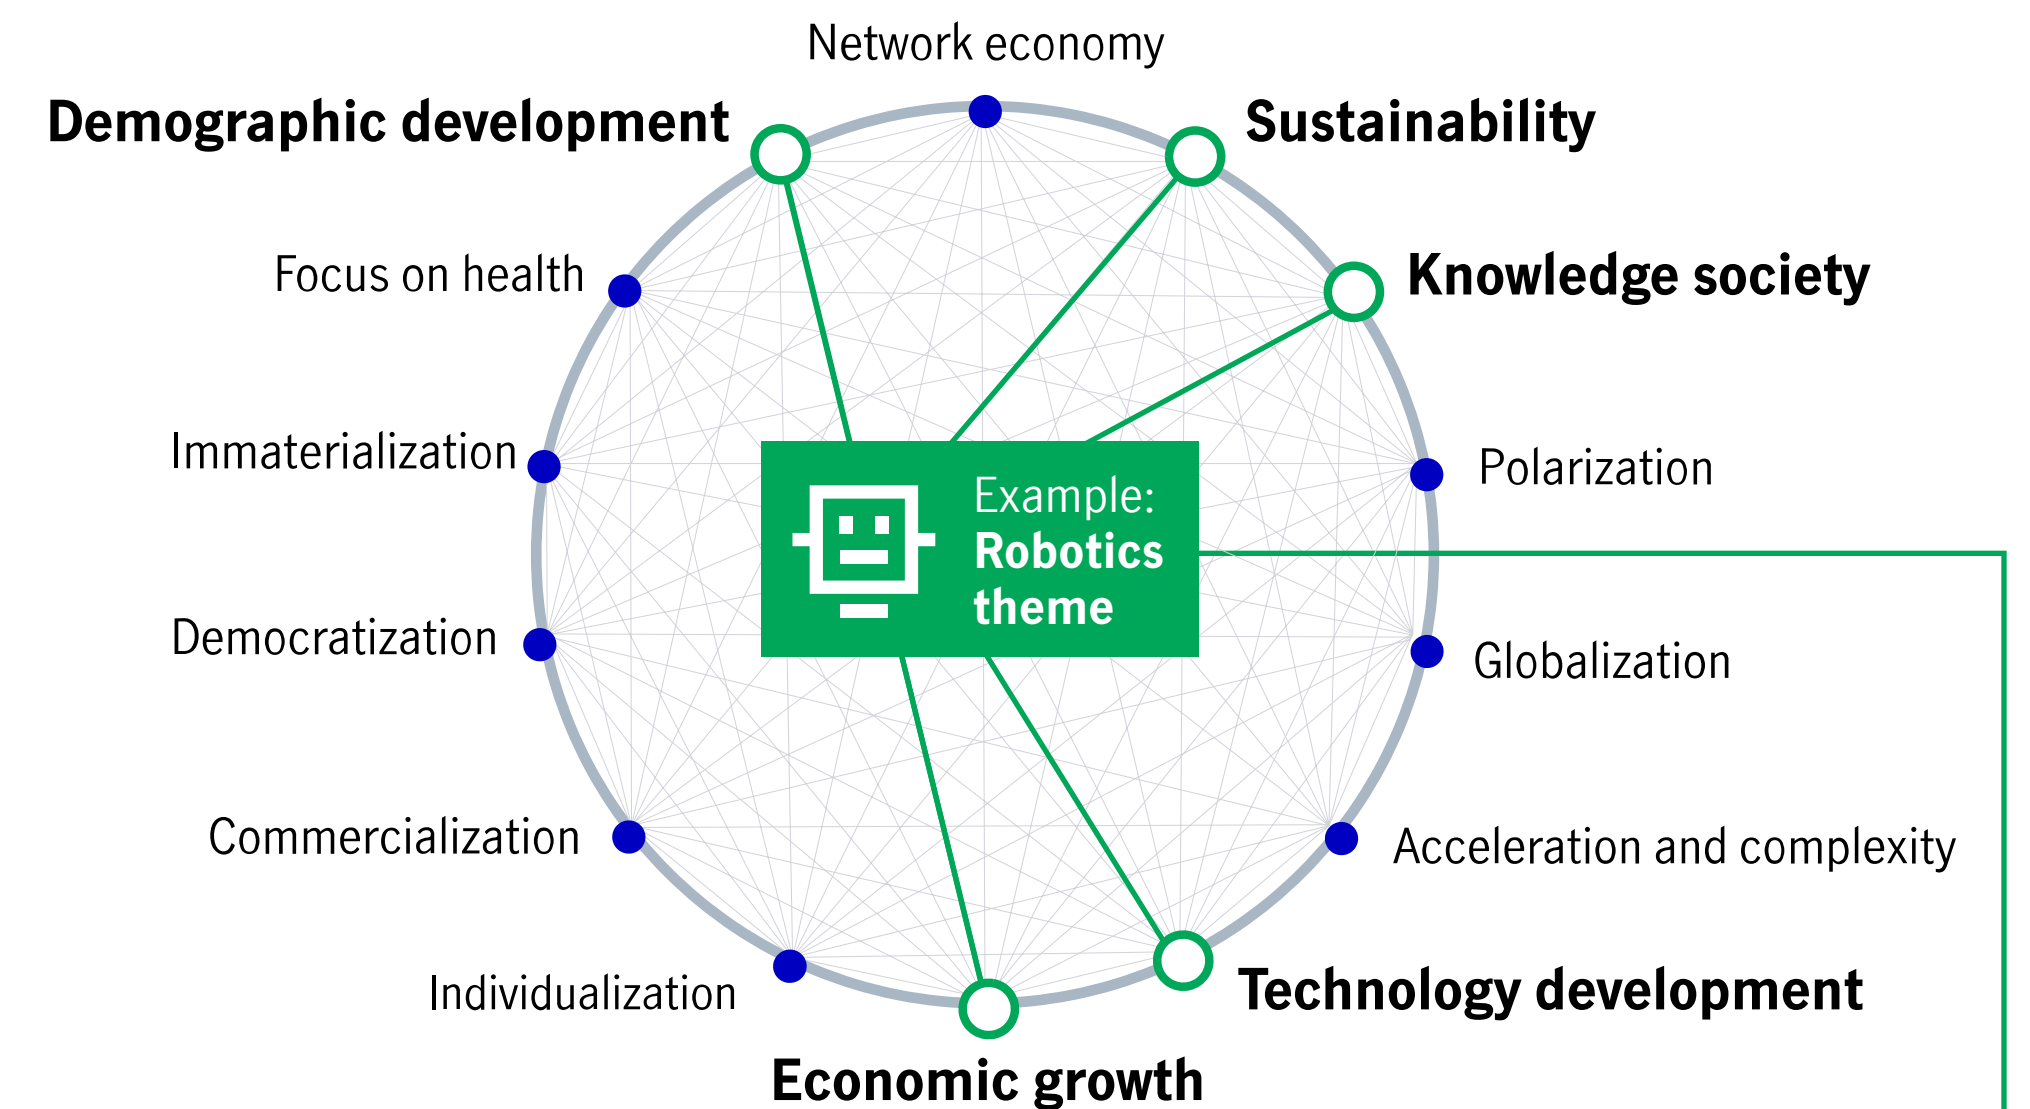 Network economy
Demographic development
Sustainability
Focus on health
Knowledge society
Immaterialization
Polarization
Example:
Robotics
theme
Democratization
Globalization
Commercialization
Acceleration and complexity
Individualization
Technology development
Economic growth